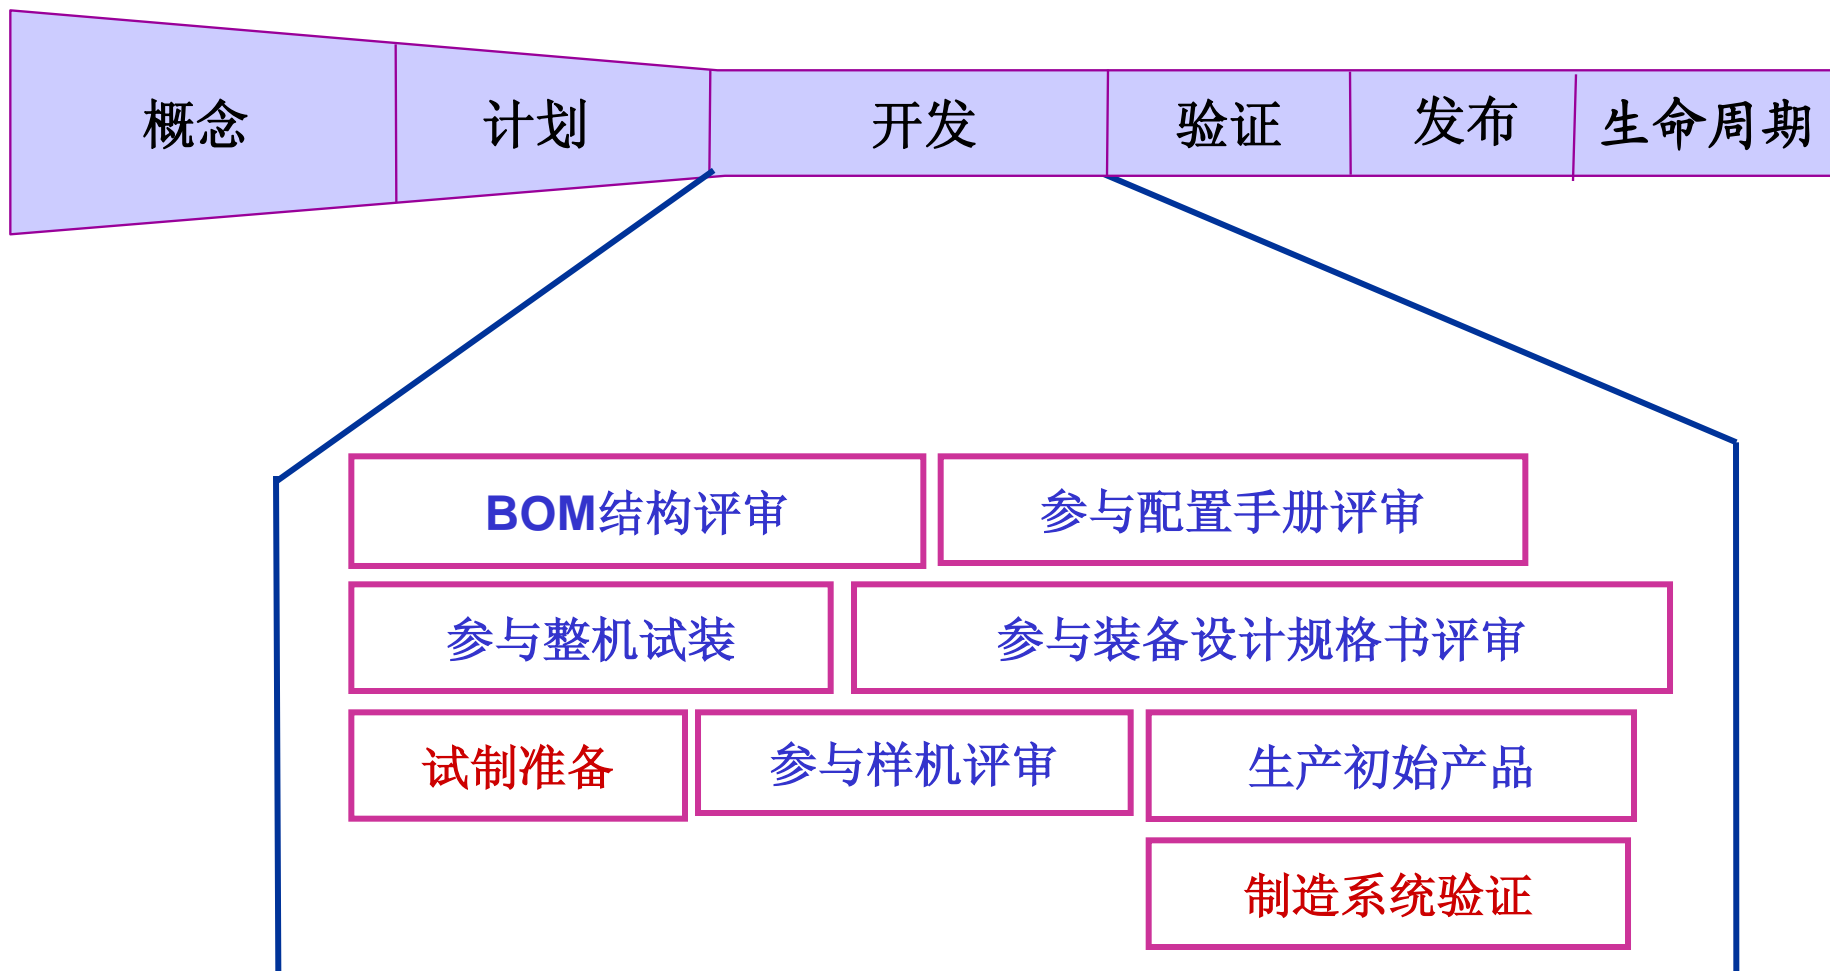 概念 计划 开发 验证 发布 生命周期
BOM结构评审 参与配置手册评审
参与整机试装 参与装备设计规格书评审
试制准备 参与样机评审 生产初始产品
制造系统验证